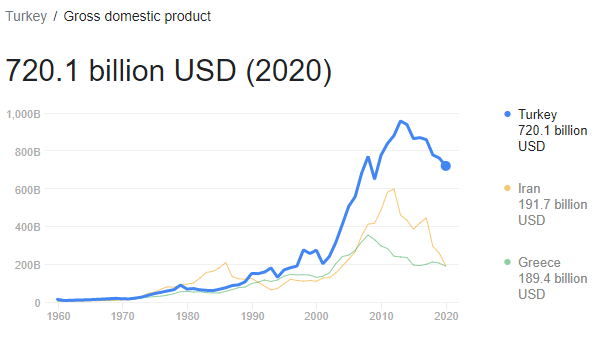 Turkey / Gross domestic product
720.1 billion USD (2020)
1,000B
800B
600B
400B
200B
0
1960
1970
1980
1990
2000
2010
2020
Turkey
720.1 billion
USD
Iran
191.7 billion
USD
Greece
189.4 billion
USD